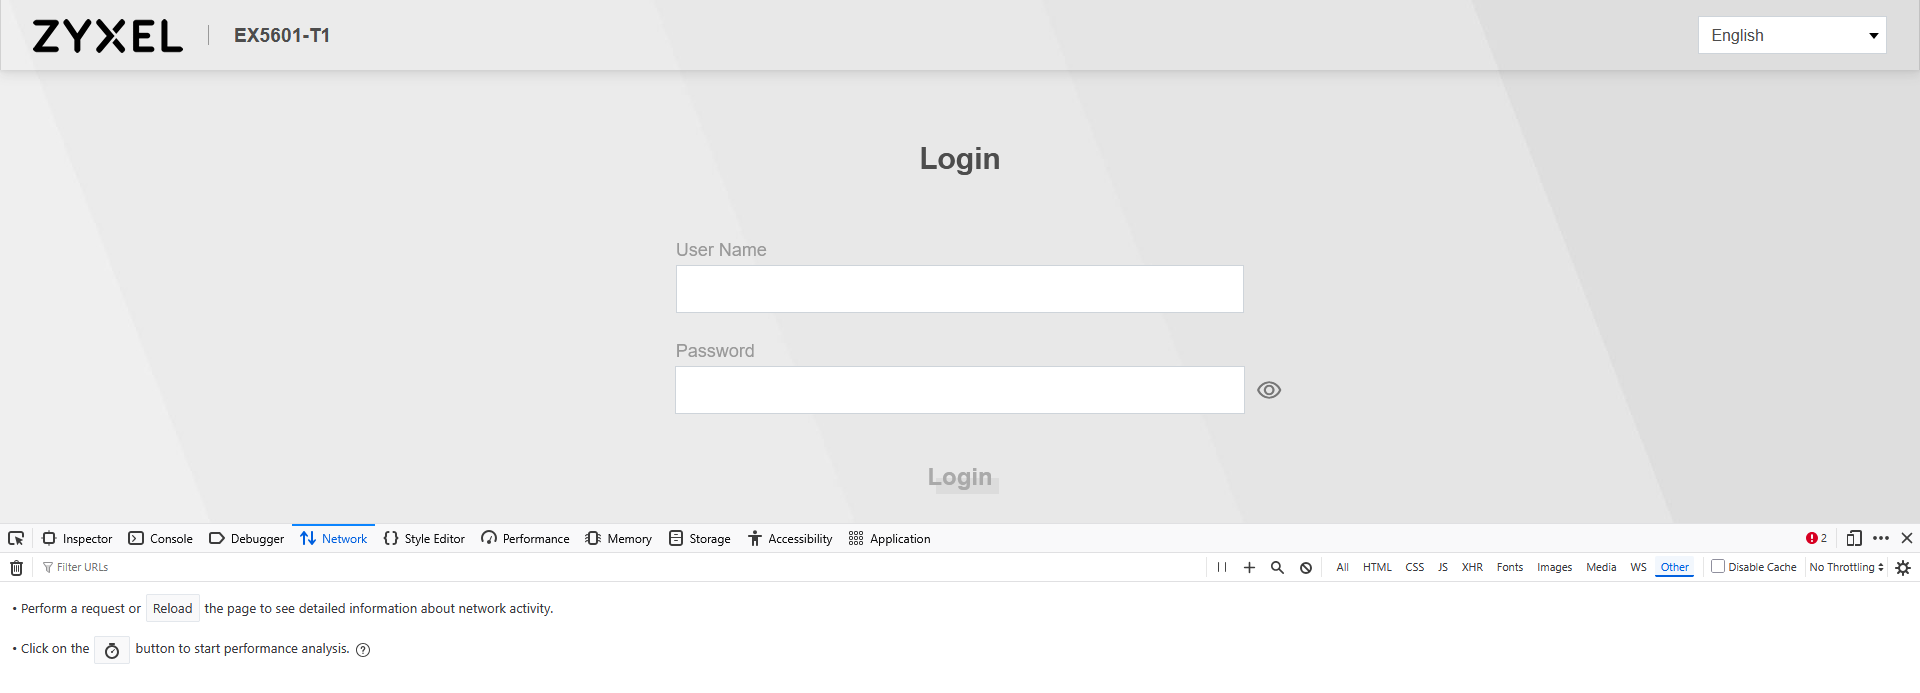 ZYXEL EX5601-T1 English
Login
User Name
Password
Login
Inspector Console Debugger Network Style Editor Performance Memory Storage Accessibility Application 2
Filter URLs All HTML CSS JS XHR Fonts Images Media WS Other Disable Cache No Throttling
• Perform a request or Reload the page to see detailed information about network activity.
• Click on the button to start performance analysis.